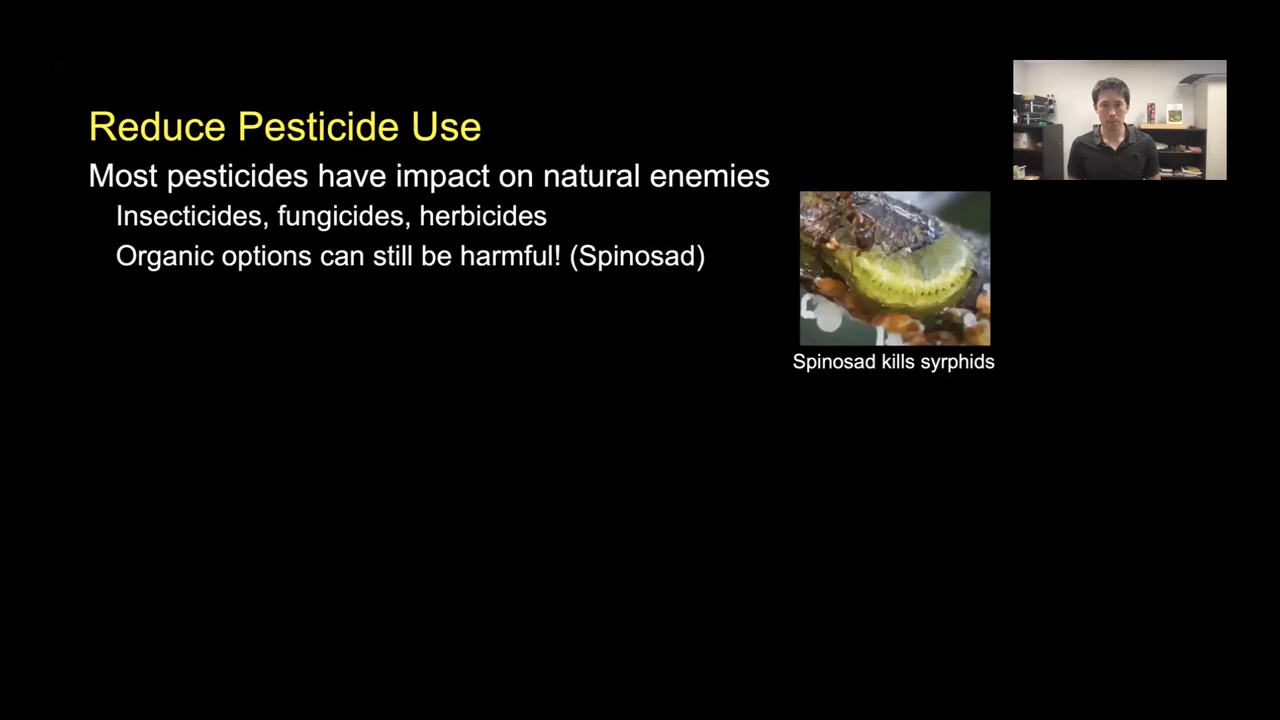 Reduce Pesticide Use
Most pesticides have impact on natural enemies
Insecticides, fungicides, herbicides
Organic options can still be harmful! (Spinosad)
Spinosad kills syrphids